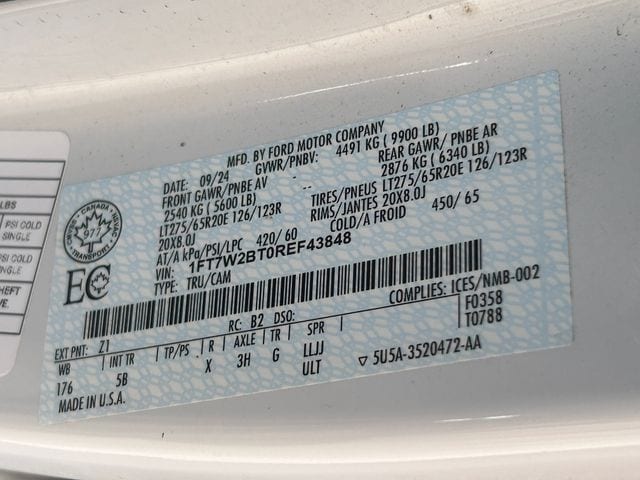 MFD. BY FORD MOTOR COMPANY
DATE: 09/24 GVWR/PNBV: 4491 KG ( 9900 LB)
FRONT GAWR/PNBE AV -- REAR GAWR/ PNBE AR
2540 KG ( 5600 LB) -- 2876 KG ( 6340 LB)
LT275/65R20E 126/123R TIRES/PNEUS LT275/65R20E 126/123R
20X8.0J RIMS/JANTES 20X8.0J
AT/A kPa/PSI/LPC 420/ 60 COLD/A FROID 450/ 65
VIN: 1FT7W2BT0REF43848
TYPE: TRU/CAM
COMPLIES: ICES/NMB-002
F0358
T0788
EXT PNT: Z1 RC: B2 DSO:
WB INT TR TP/PS R AXLE TR SPR
176 5B X 3H G LLJJ
ULT
MADE IN U.S.A.
5U5A-3520472-AA
CANADA
977
TRANSPORT
EC
LBS
PSI COLD
SINGLE
PSI COLD
SINGLE
THEFT
VE.